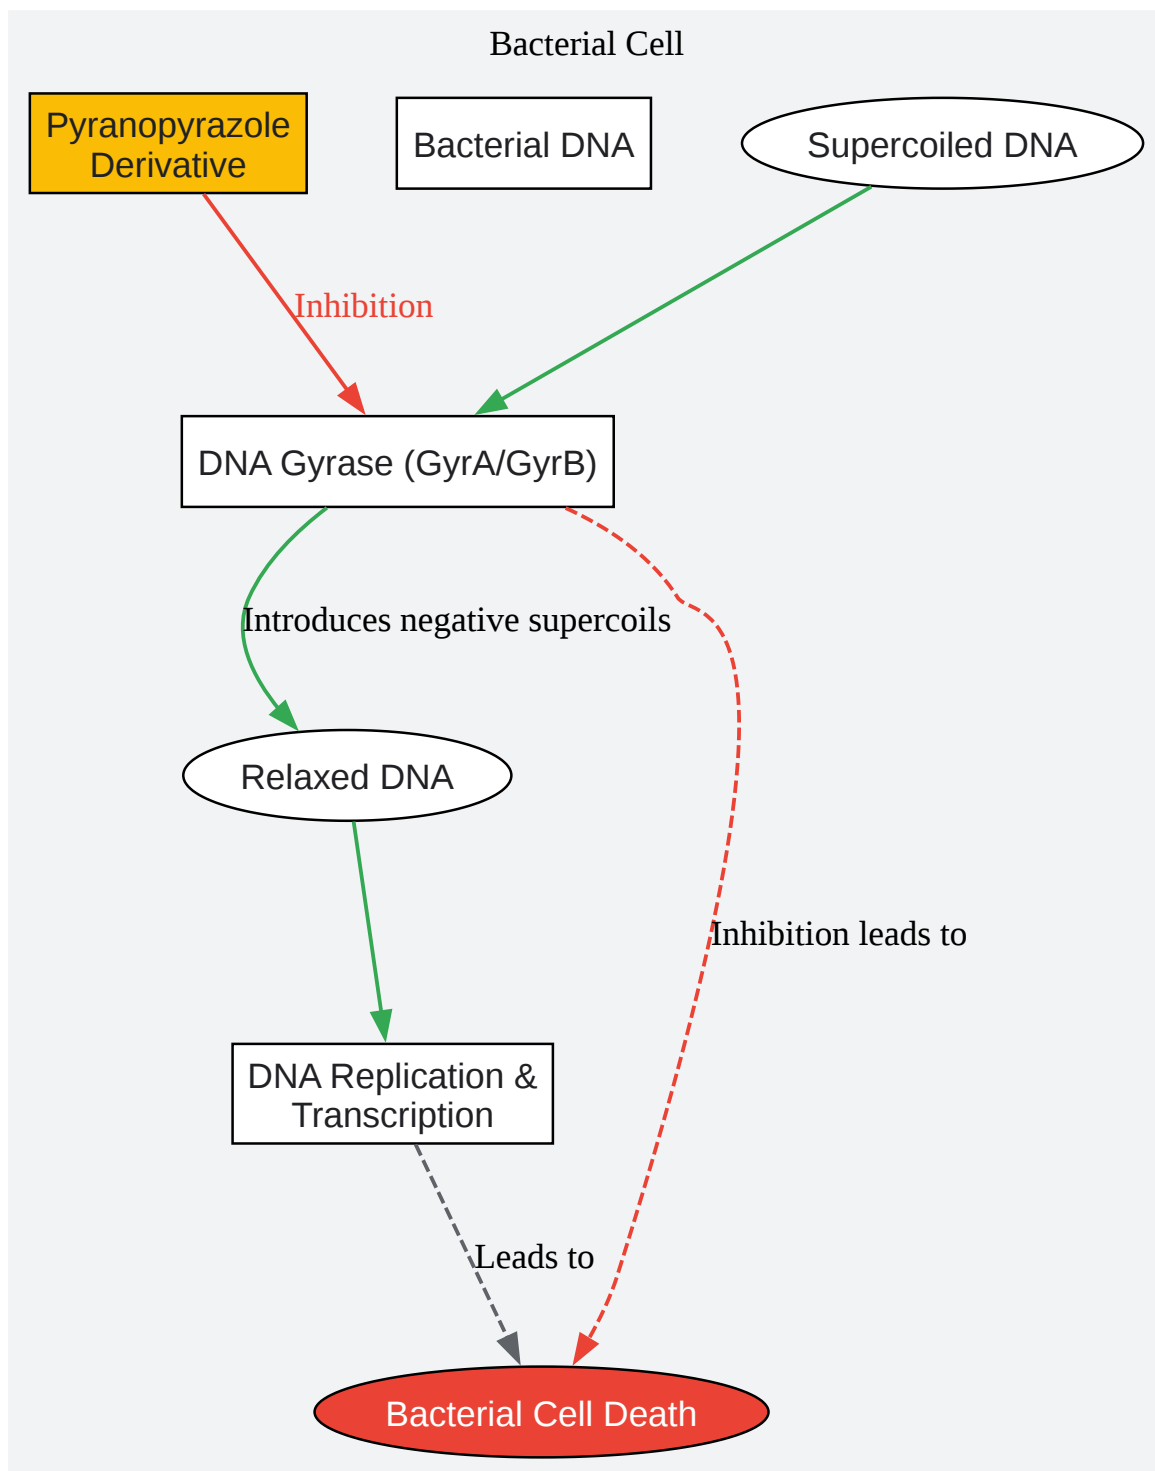 Bacterial Cell
Pyranopyrazole
Derivative
Bacterial DNA
Supercoiled DNA
Inhibition
DNA Gyrase (GyrA/GyrB)
Introduces negative supercoils
Relaxed DNA
Inhibition leads to
DNA Replication &
Transcription
Leads to
Bacterial Cell Death